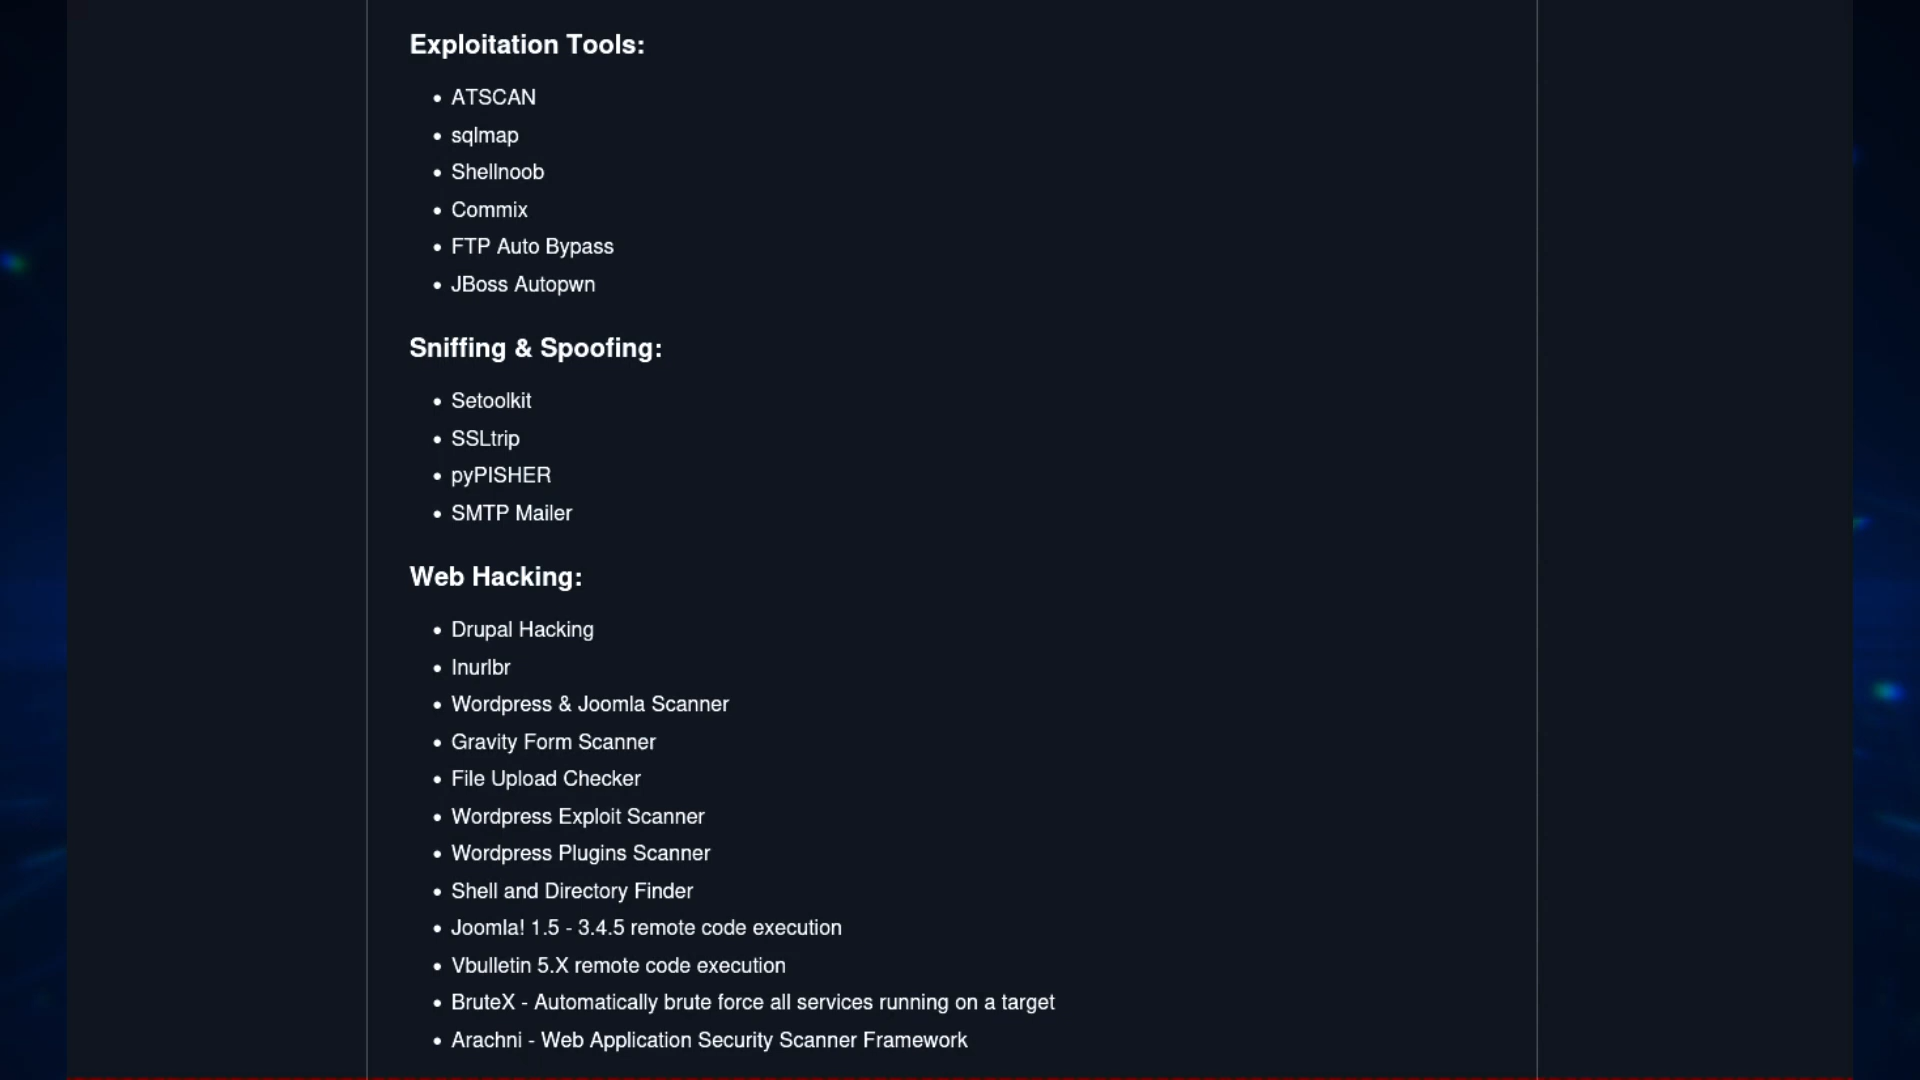 Exploitation Tools:
ATSCAN
sqlmap
Shellnoob
Commix
FTP Auto Bypass
JBoss Autopwn
Sniffing & Spoofing:
Setoolkit
SSLtrip
pyPISHER
SMTP Mailer
Web Hacking:
Drupal Hacking
Inurlbr
Wordpress & Joomla Scanner
Gravity Form Scanner
File Upload Checker
Wordpress Exploit Scanner
Wordpress Plugins Scanner
Shell and Directory Finder
Joomla! 1.5 - 3.4.5 remote code execution
Vbulletin 5.X remote code execution
BruteX - Automatically brute force all services running on a target
Arachni - Web Application Security Scanner Framework